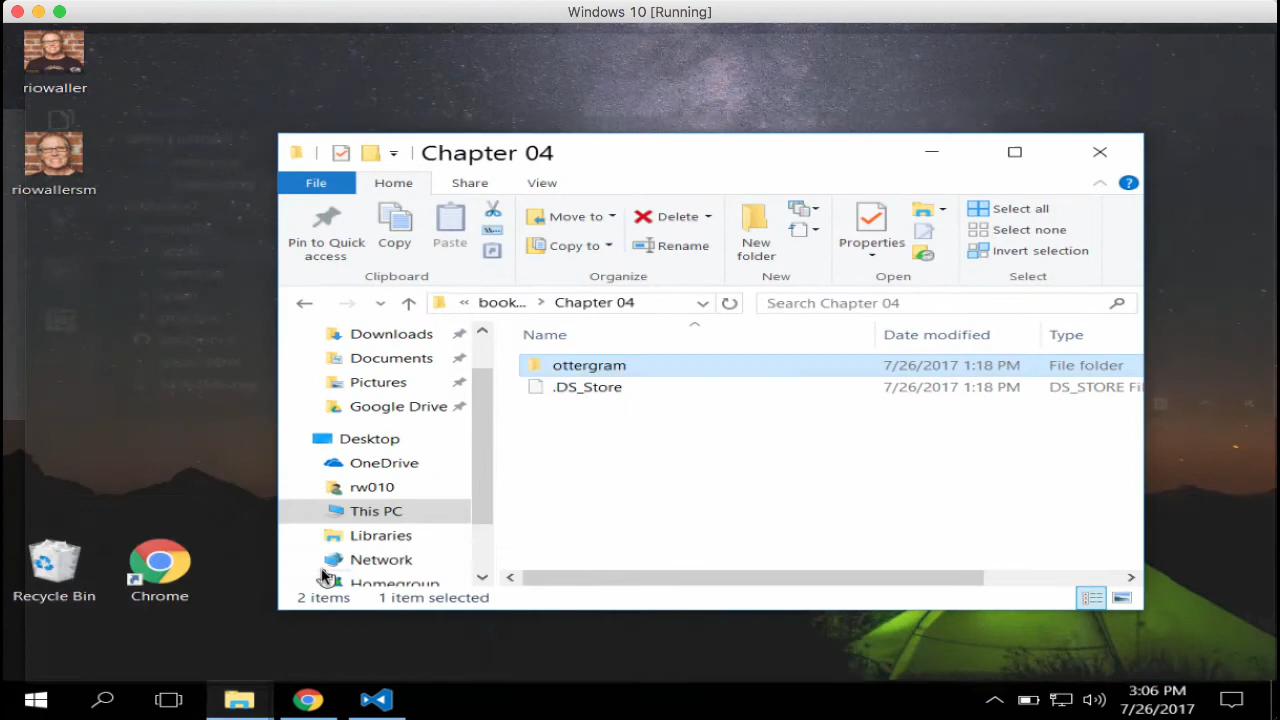 Windows 10 [Running]
riowaller
riowallersm
Recycle Bin
Chrome
Chapter 04
File
Home
Share
View
Pin to Quick access
Copy
Paste
Move to
Copy to
Delete
Rename
New folder
Properties
Select all
Select none
Invert selection
Clipboard
Organize
New
Open
Select
« book... > Chapter 04
Search Chapter 04
Downloads
Documents
Pictures
Google Drive
Desktop
OneDrive
rw010
This PC
Libraries
Network
Homegroup
Name Date modified Type
ottergram 7/26/2017 1:18 PM File folder
.DS_Store 7/26/2017 1:18 PM DS_STORE Fil
2 items 1 item selected
3:06 PM
7/26/2017